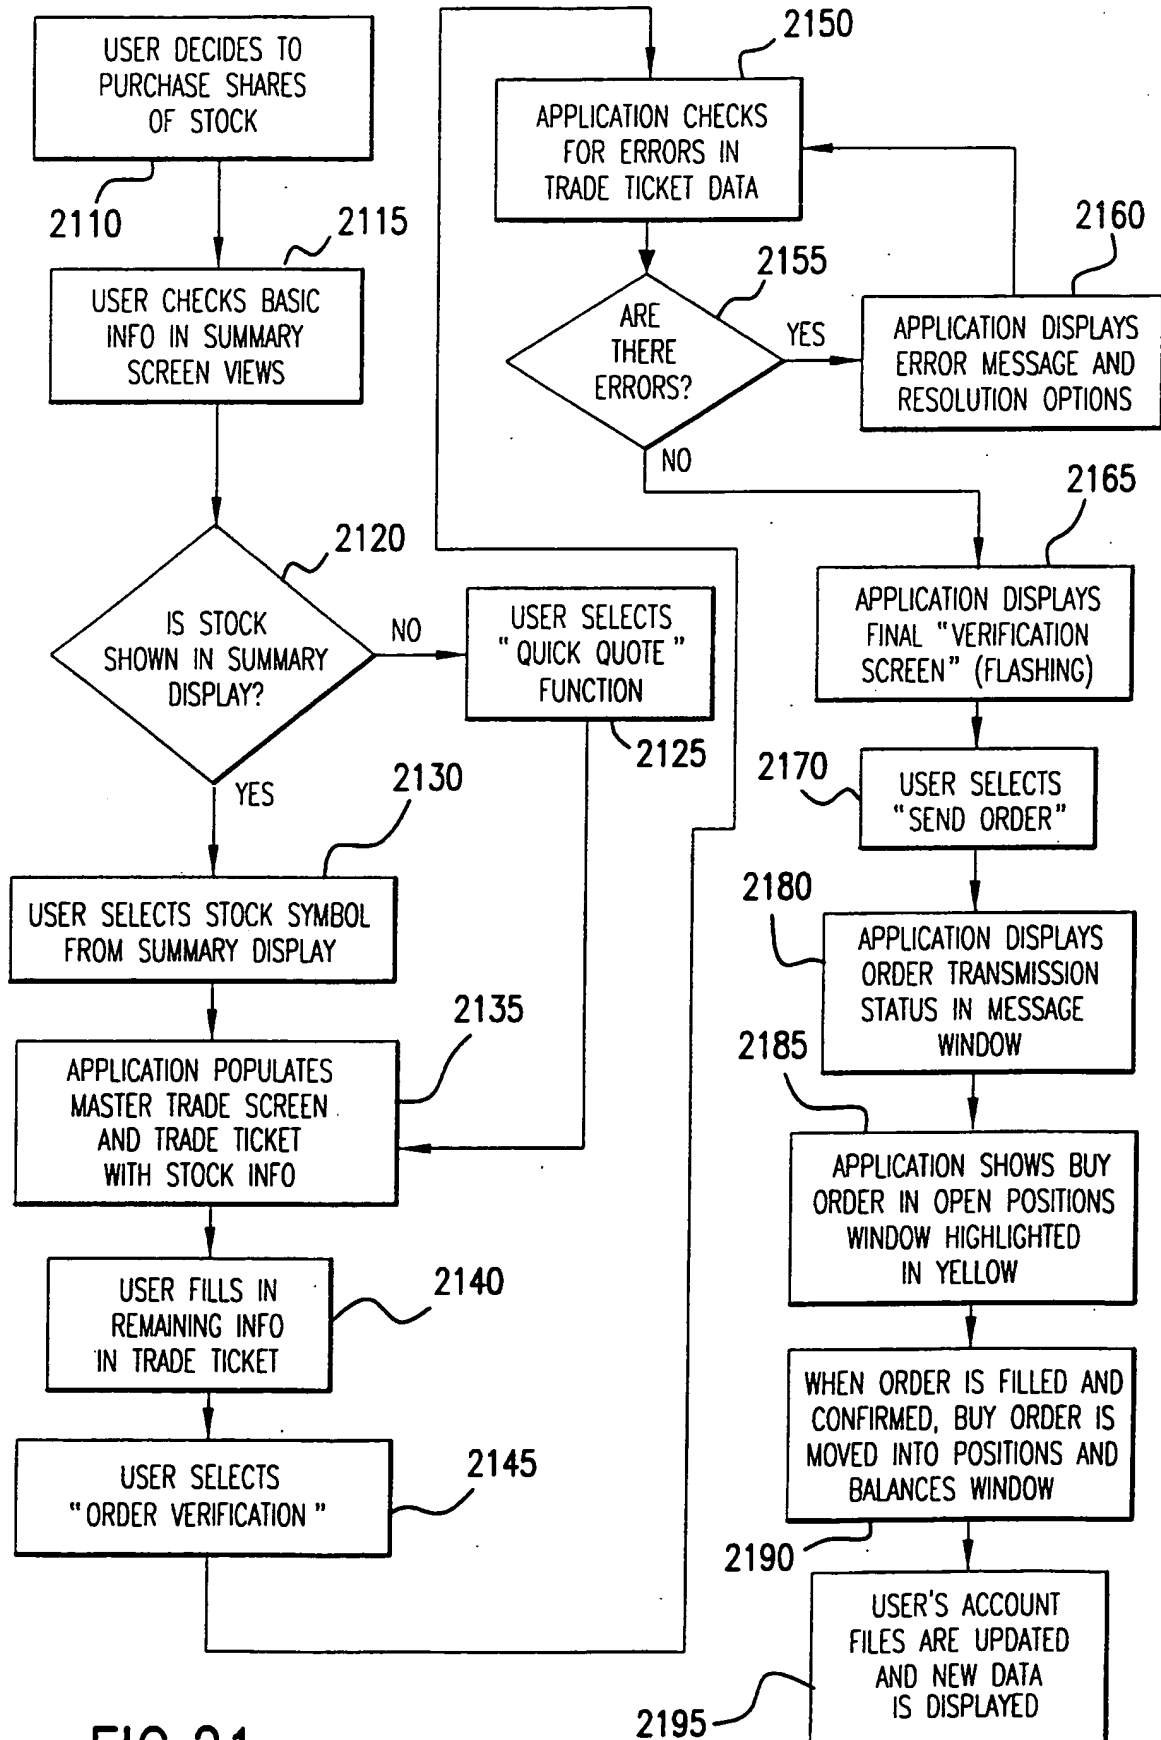 USER DECIDES TO
PURCHASE SHARES
OF STOCK
2110
2115
USER CHECKS BASIC
INFO IN SUMMARY
SCREEN VIEWS
2120
IS STOCK
SHOWN IN SUMMARY
DISPLAY?
NO
YES
USER SELECTS
"QUICK QUOTE"
FUNCTION
2125
2130
USER SELECTS STOCK SYMBOL
FROM SUMMARY DISPLAY
2135
APPLICATION POPULATES
MASTER TRADE SCREEN
AND TRADE TICKET
WITH STOCK INFO
2140
USER FILLS IN
REMAINING INFO
IN TRADE TICKET
2145
USER SELECTS
"ORDER VERIFICATION"
2150
APPLICATION CHECKS
FOR ERRORS IN
TRADE TICKET DATA
2155
ARE
THERE
ERRORS?
YES
NO
2160
APPLICATION DISPLAYS
ERROR MESSAGE AND
RESOLUTION OPTIONS
2165
APPLICATION DISPLAYS
FINAL "VERIFICATION
SCREEN" (FLASHING)
2170
USER SELECTS
"SEND ORDER"
2180
APPLICATION DISPLAYS
ORDER TRANSMISSION
STATUS IN MESSAGE
WINDOW
2185
APPLICATION SHOWS BUY
ORDER IN OPEN POSITIONS
WINDOW HIGHLIGHTED
IN YELLOW
WHEN ORDER IS FILLED AND
CONFIRMED, BUY ORDER IS
MOVED INTO POSITIONS AND
BALANCES WINDOW
2190
USER'S ACCOUNT
FILES ARE UPDATED
AND NEW DATA
IS DISPLAYED
2195
FIG.21